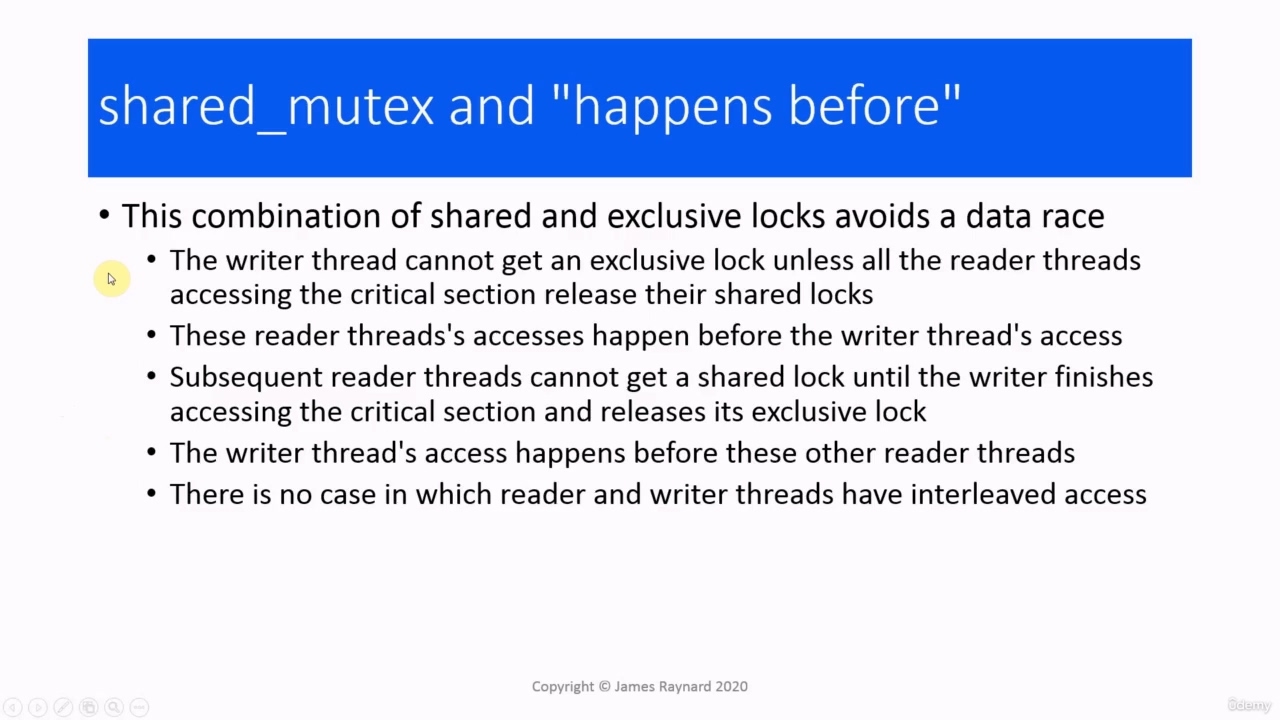 shared_mutex and "happens before"
• This combination of shared and exclusive locks avoids a data race
• The writer thread cannot get an exclusive lock unless all the reader threads
accessing the critical section release their shared locks
• These reader threads's accesses happen before the writer thread's access
• Subsequent reader threads cannot get a shared lock until the writer finishes
accessing the critical section and releases its exclusive lock
• The writer thread's access happens before these other reader threads
• There is no case in which reader and writer threads have interleaved access
Copyright © James Raynard 2020
ûdemy